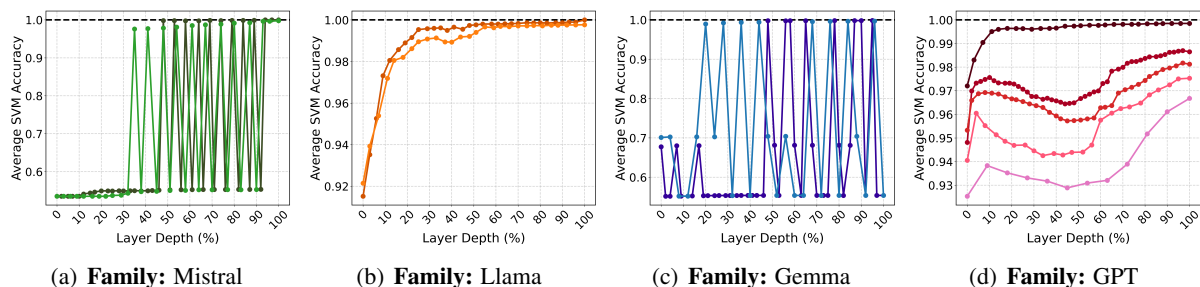 1.0
0.9
0.8
0.7
0.6
Average SVM Accuracy
0 10 20 30 40 50 60 70 80 90 100
Layer Depth (%)
(a) Family: Mistral
1.00
0.98
0.96
0.94
0.92
Average SVM Accuracy
0 10 20 30 40 50 60 70 80 90 100
Layer Depth (%)
(b) Family: Llama
1.0
0.9
0.8
0.7
0.6
Average SVM Accuracy
0 10 20 30 40 50 60 70 80 90 100
Layer Depth (%)
(c) Family: Gemma
1.00
0.99
0.98
0.97
0.96
0.95
0.94
0.93
Average SVM Accuracy
0 10 20 30 40 50 60 70 80 90 100
Layer Depth (%)
(d) Family: GPT